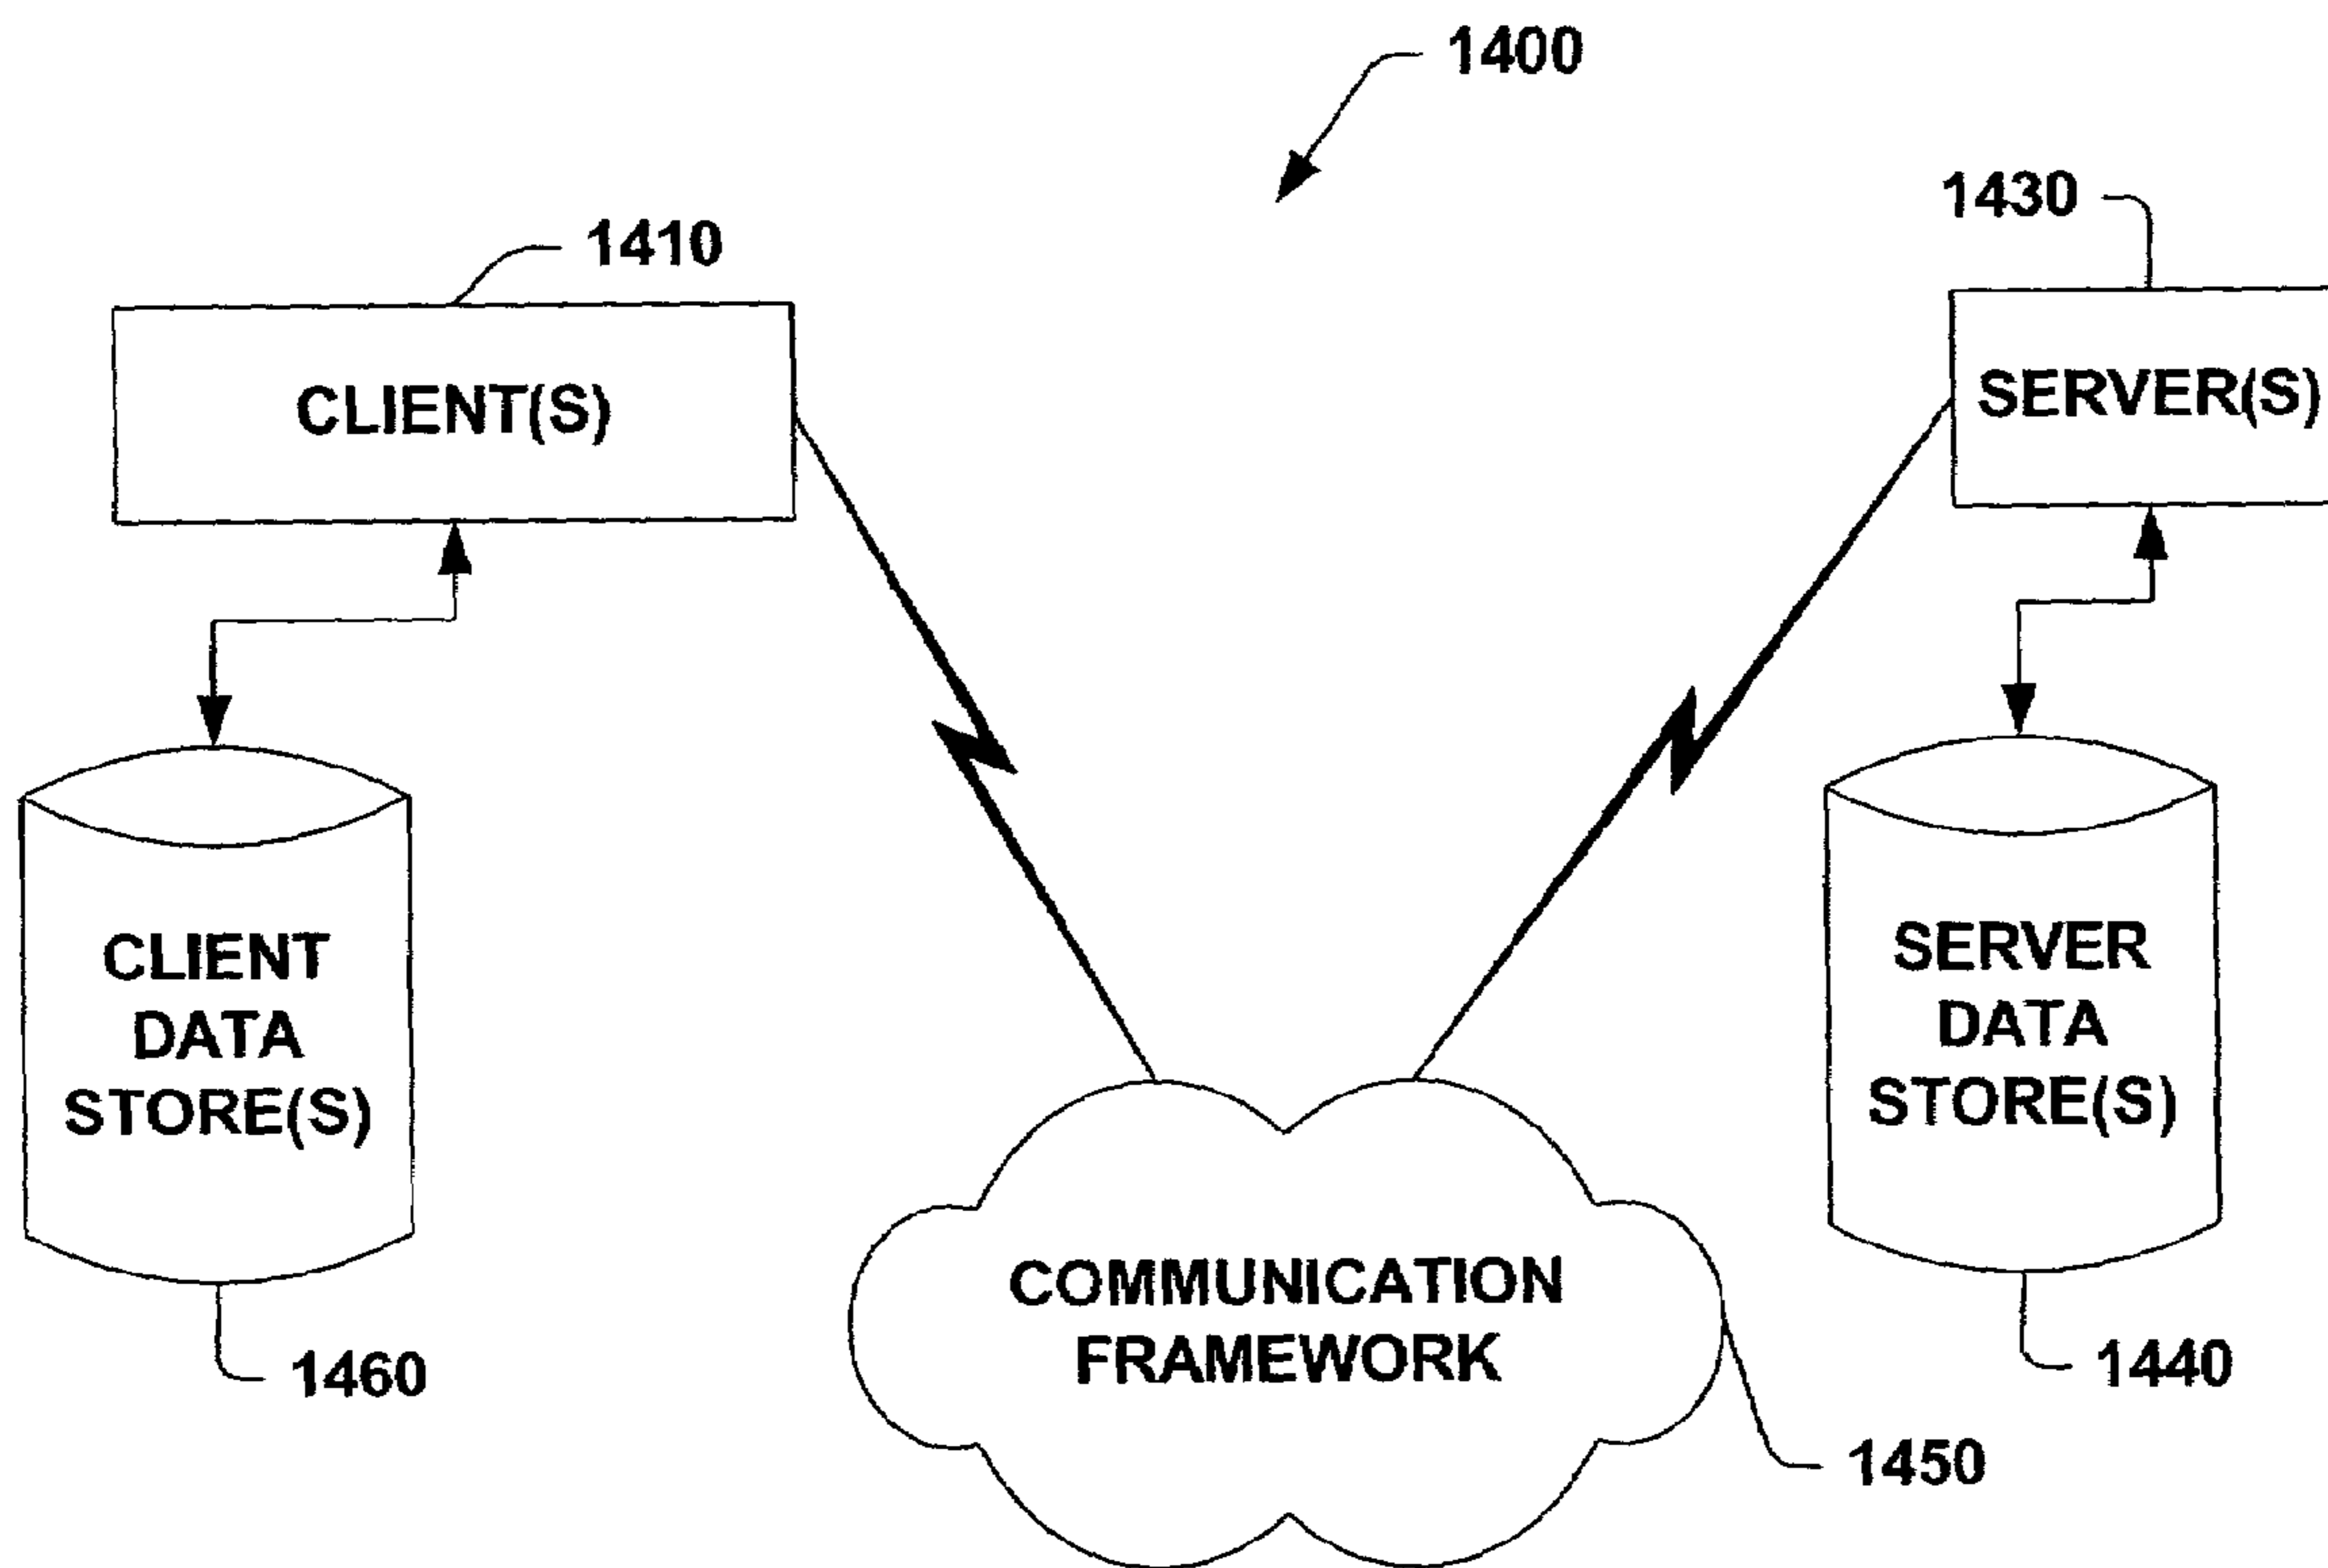 1400
1430
1410
CLIENT(S)
SERVER(S)
CLIENT
DATA
STORE(S)
SERVER
DATA
STORE(S)
COMMUNICATION
FRAMEWORK
1460
1440
1450